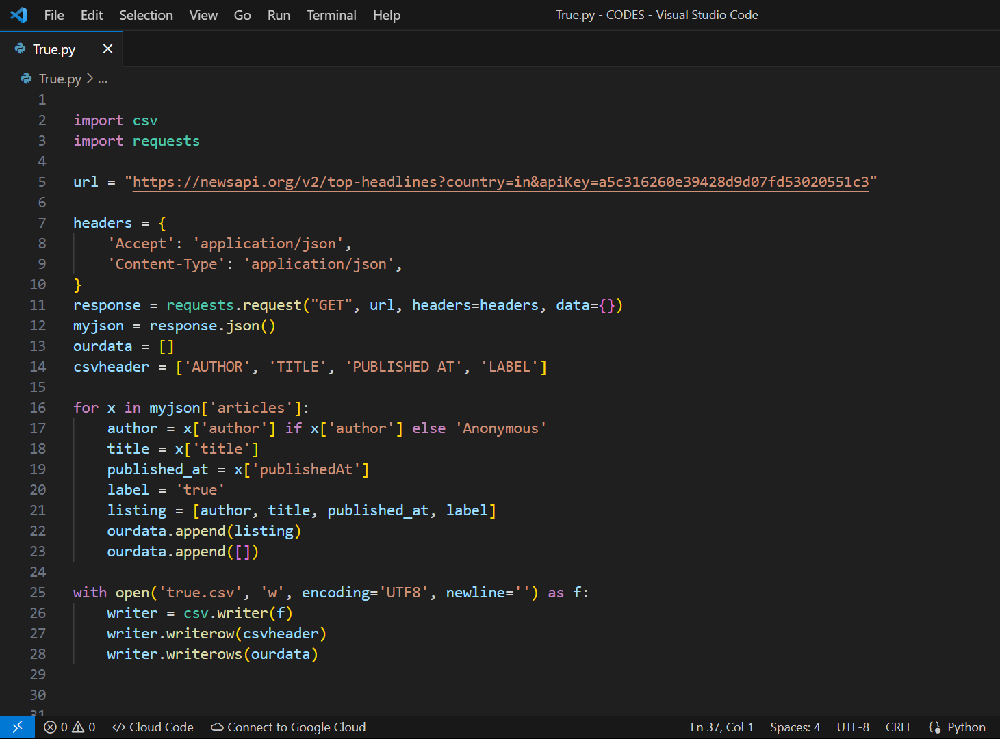 File Edit Selection View Go Run Terminal Help True.py - CODES - Visual Studio Code
True.py
True.py > ...
1
2 import csv
3 import requests
4
5 url = "https://newsapi.org/v2/top-headlines?country=in&apiKey=a5c316260e39428d9d07fd53020551c3"
6
7 headers = {
8     'Accept': 'application/json',
9     'Content-Type': 'application/json',
10 }
11 response = requests.request("GET", url, headers=headers, data={})
12 myjson = response.json()
13 ourdata = []
14 csvheader = ['AUTHOR', 'TITLE', 'PUBLISHED AT', 'LABEL']
15
16 for x in myjson['articles']:
17     author = x['author'] if x['author'] else 'Anonymous'
18     title = x['title']
19     published_at = x['publishedAt']
20     label = 'true'
21     listing = [author, title, published_at, label]
22     ourdata.append(listing)
23     ourdata.append([])
24
25 with open('true.csv', 'w', encoding='UTF8', newline='') as f:
26     writer = csv.writer(f)
27     writer.writerow(csvheader)
28     writer.writerows(ourdata)
29
30
31
0 0 Cloud Code Connect to Google Cloud Ln 37, Col 1 Spaces: 4 UTF-8 CRLF Python